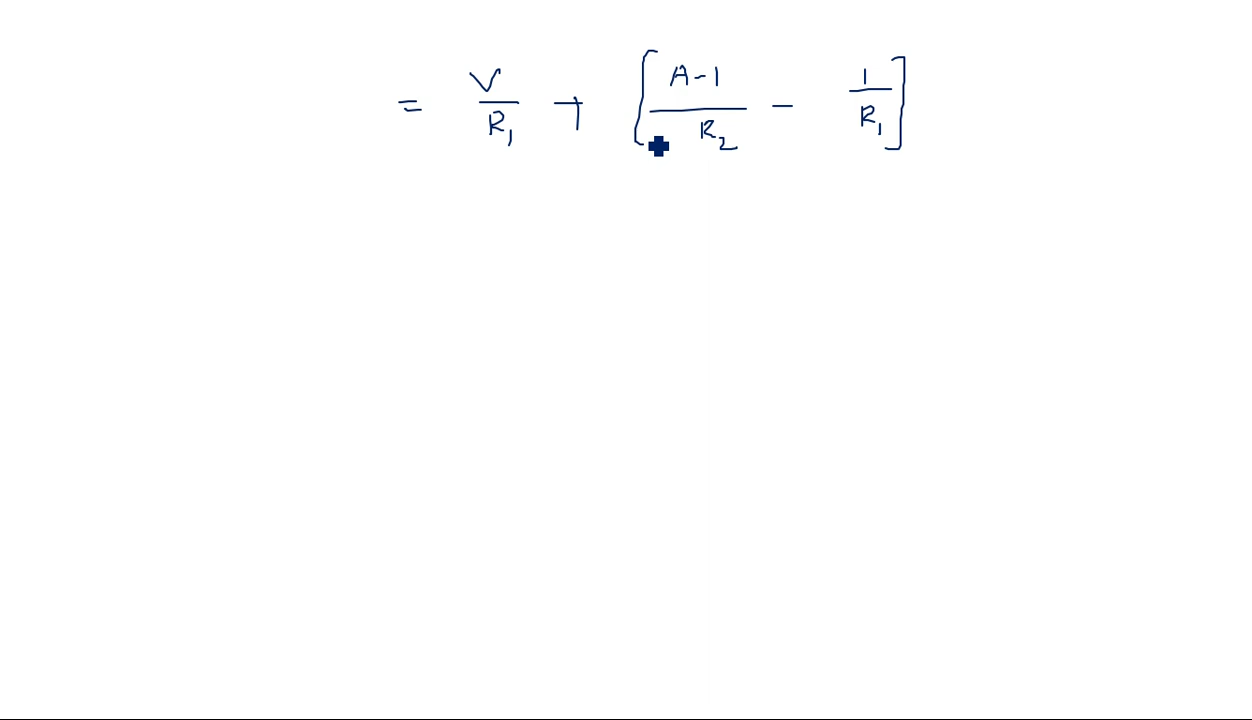 = V/R₁ + [ (A-1)/R₂ - 1/R₁ ]